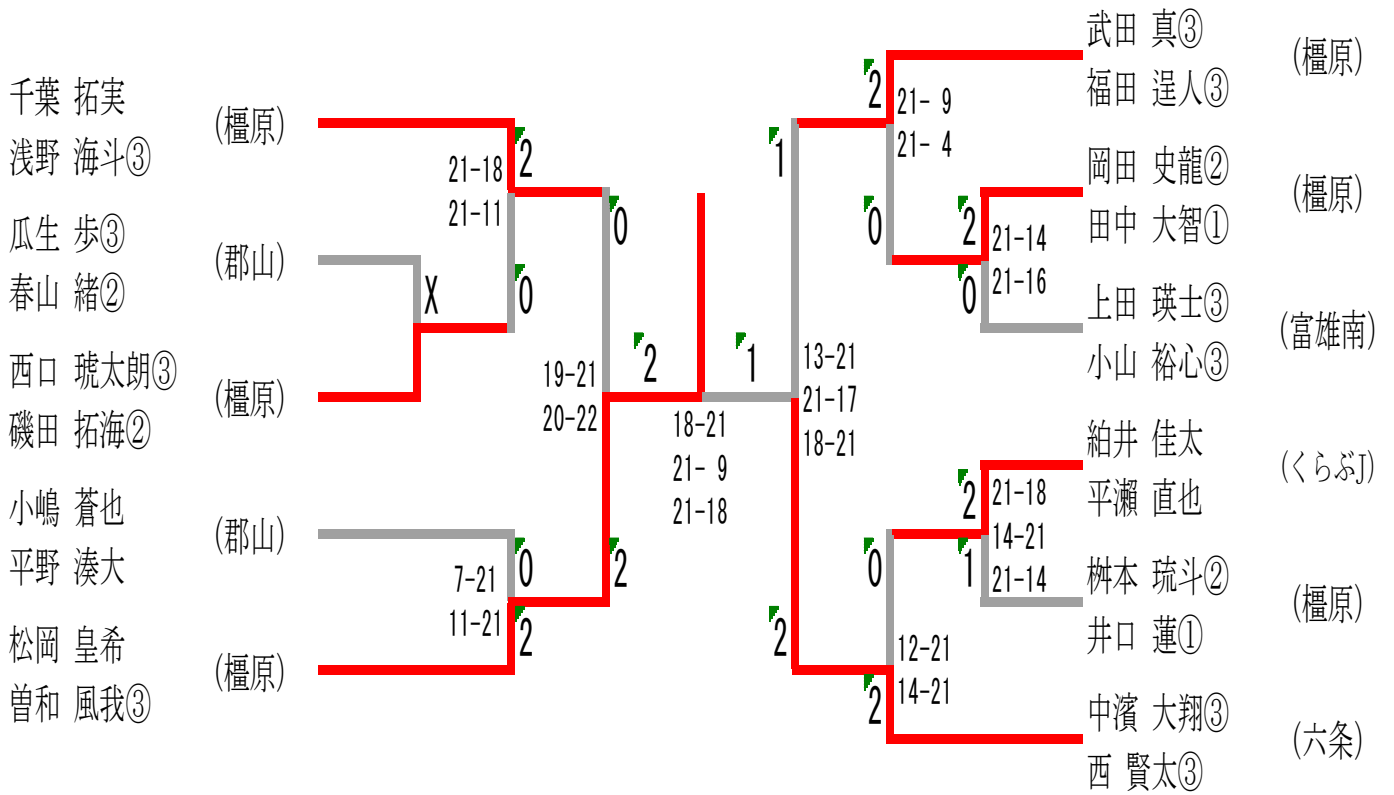 千葉 拓実
浅野 海斗③
(橿原)
瓜生 歩③
春山 緒②
(郡山)
西口 琥太朗③
磯田 拓海②
(橿原)
小嶋 蒼也
平野 湊大
(郡山)
松岡 皇希
曽和 風我③
(橿原)
21-18
21-11
2
0
X
7-21
11-21
0
2
19-21
20-22
0
2
2
1
18-21
21- 9
21-18
1
2
13-21
21-17
18-21
2
0
21- 9
21- 4
2
0
21-14
21-16
0
2
12-21
14-21
2
1
21-18
14-21
21-14
武田 真③
福田 逞人③
(橿原)
岡田 史龍②
田中 大智①
(橿原)
上田 瑛士③
小山 裕心③
(富雄南)
絈井 佳太
平瀬 直也
(くらぶJ)
桝本 琉斗②
井口 蓮①
(橿原)
中濱 大翔③
西 賢太③
(六条)